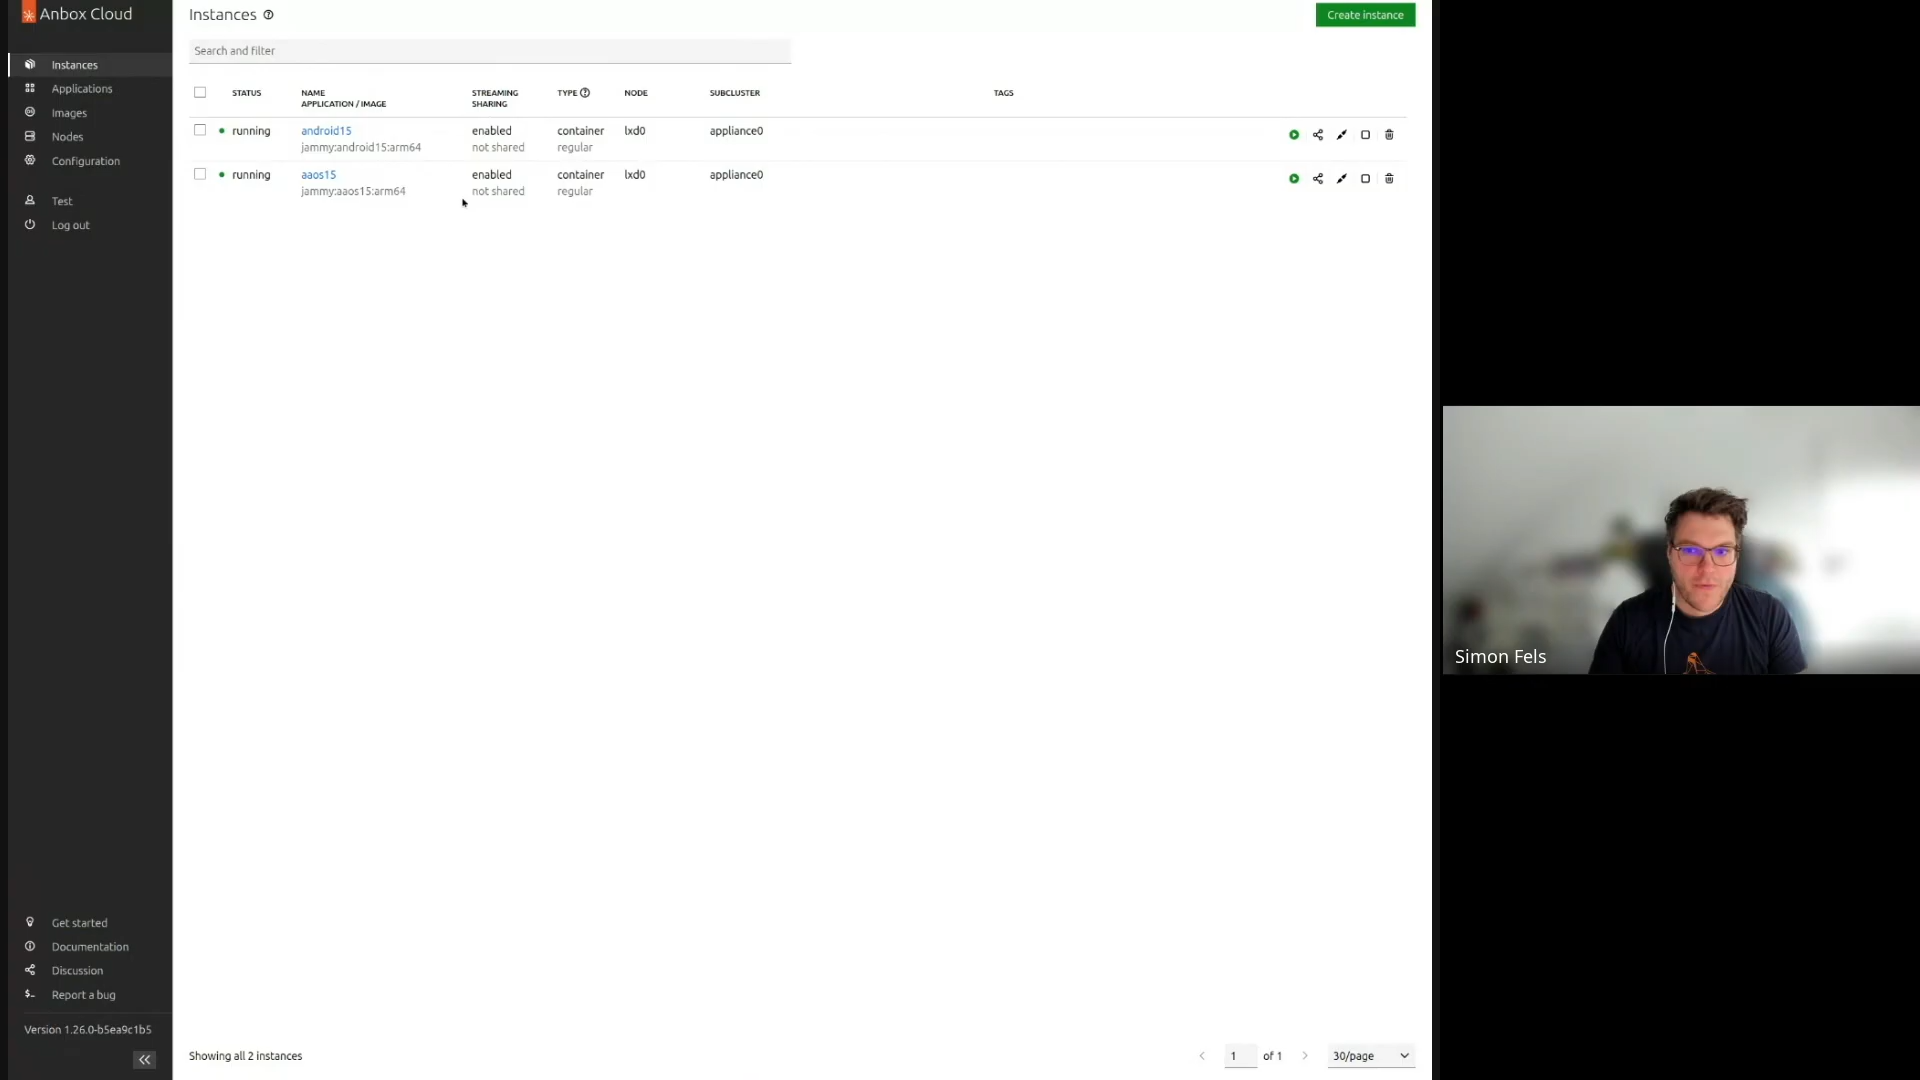 Anbox Cloud
Instances
Applications
Images
Nodes
Configuration
Test
Log out
Get started
Documentation
Discussion
Report a bug
Version 1.26.0-b5ea9c1b5
Instances
Create instance
Search and filter
STATUS NAME STREAMING TYPE NODE SUBCLUSTER TAGS
APPLICATION / IMAGE SHARING
running android15 enabled container lxd0 appliance0
jammy:android15:arm64 not shared regular
running aaos15 enabled container lxd0 appliance0
jammy:aaos15:arm64 not shared regular
Showing all 2 instances
1 of 1 30/page
Simon Fels